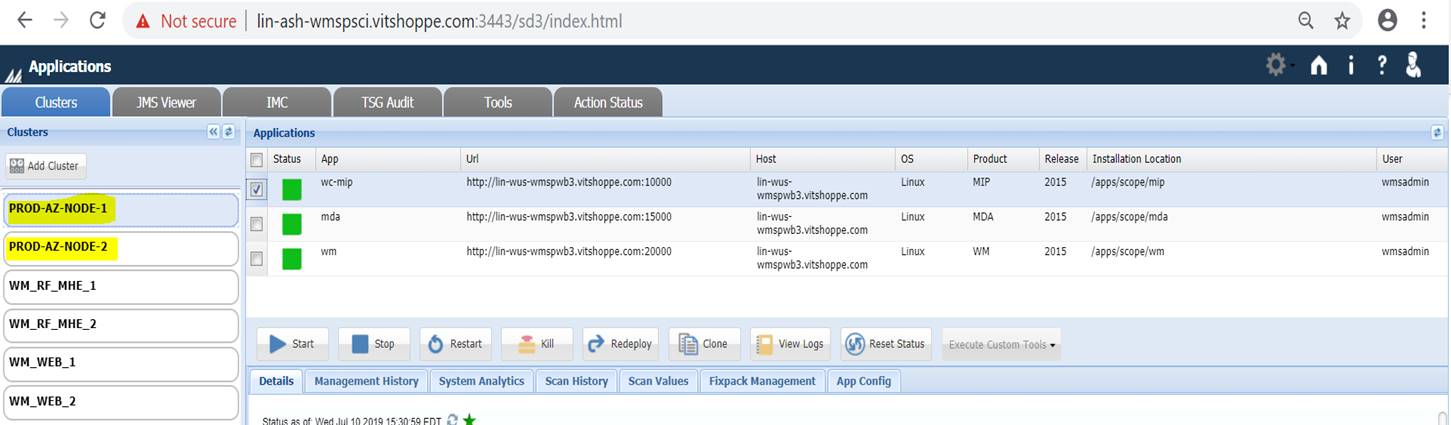 Not secure | lin-ash-wmspsci.vitshoppe.com:3443/sd3/index.html
Applications
Clusters JMS Viewer IMC TSG Audit Tools Action Status
Clusters
Add Cluster
PROD-AZ-NODE-1
PROD-AZ-NODE-2
WM_RF_MHE_1
WM_RF_MHE_2
WM_WEB_1
WM_WEB_2
Applications
Status App Url Host OS Product Release Installation Location User
wc-mip http://lin-wus-wmspwb3.vitshoppe.com:10000 lin-wus- Linux MIP 2015 /apps/scope/mip wmsadmin
wmspwb3.vitshoppe.com
mda http://lin-wus-wmspwb3.vitshoppe.com:15000 lin-wus- Linux MDA 2015 /apps/scope/mda wmsadmin
wmspwb3.vitshoppe.com
wm http://lin-wus-wmspwb3.vitshoppe.com:20000 lin-wus- Linux WM 2015 /apps/scope/wm wmsadmin
wmspwb3.vitshoppe.com
Start Stop Restart Kill Redeploy Clone View Logs Reset Status Execute Custom Tools
Details Management History System Analytics Scan History Scan Values Fixpack Management App Config
Status as of: Wed Jul 10 2019 15:30:59 EDT